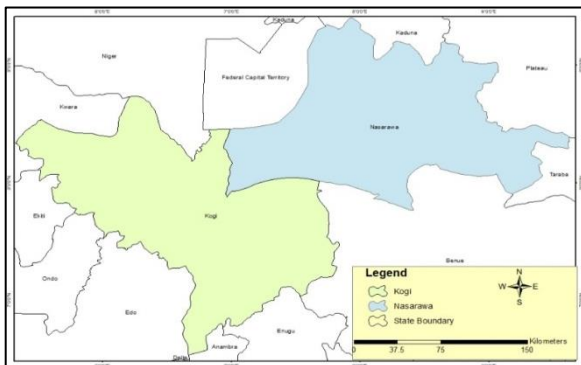 Kaduna
Kaduna
Niger
Plateau
Federal Capital Territory
Kwara
Nasarawa
Taraba
Ekiti
Kogi
Benue
Ondo
Edo
Enugu
Anambra
Delta
Legend
Kogi
Nasarawa
State Boundary
N
W
E
S
Kilometers
0
37.5
75
150